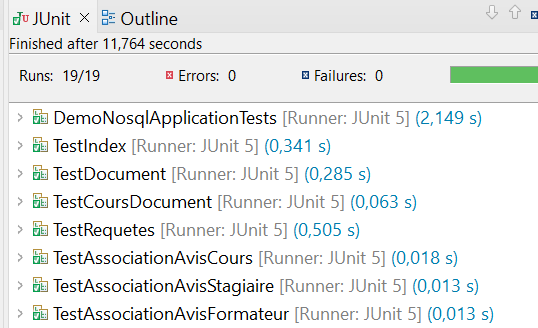 JUnit Outline
Finished after 11,764 seconds
Runs: 19/19 Errors: 0 Failures: 0
DemoNosqlApplicationTests [Runner: JUnit 5] (2,149 s)
TestIndex [Runner: JUnit 5] (0,341 s)
TestDocument [Runner: JUnit 5] (0,285 s)
TestCoursDocument [Runner: JUnit 5] (0,063 s)
TestRequetes [Runner: JUnit 5] (0,505 s)
TestAssociationAvisCours [Runner: JUnit 5] (0,018 s)
TestAssociationAvisStagiaire [Runner: JUnit 5] (0,013 s)
TestAssociationAvisFormateur [Runner: JUnit 5] (0,013 s)